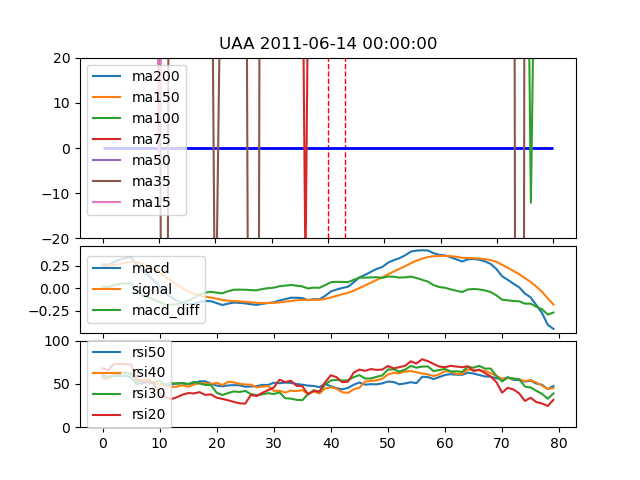 UAA 2011-06-14 00:00:00
20
10
0
−10
−20
ma200
ma150
ma100
ma75
ma50
ma35
ma15
0.25
0.00
−0.25
macd
signal
macd_diff
100
50
0
rsi50
rsi40
rsi30
rsi20
0 10 20 30 40 50 60 70 80